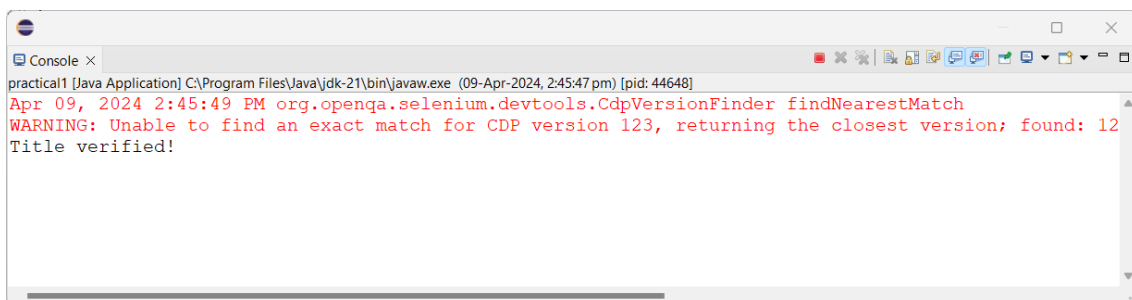 Console
practical1 [Java Application] C:\Program Files\Java\jdk-21\bin\javaw.exe (09-Apr-2024, 2:45:47 pm) [pid: 44648]
Apr 09, 2024 2:45:49 PM org.openqa.selenium.devtools.CdpVersionFinder findNearestMatch
WARNING: Unable to find an exact match for CDP version 123, returning the closest version; found: 12
Title verified!